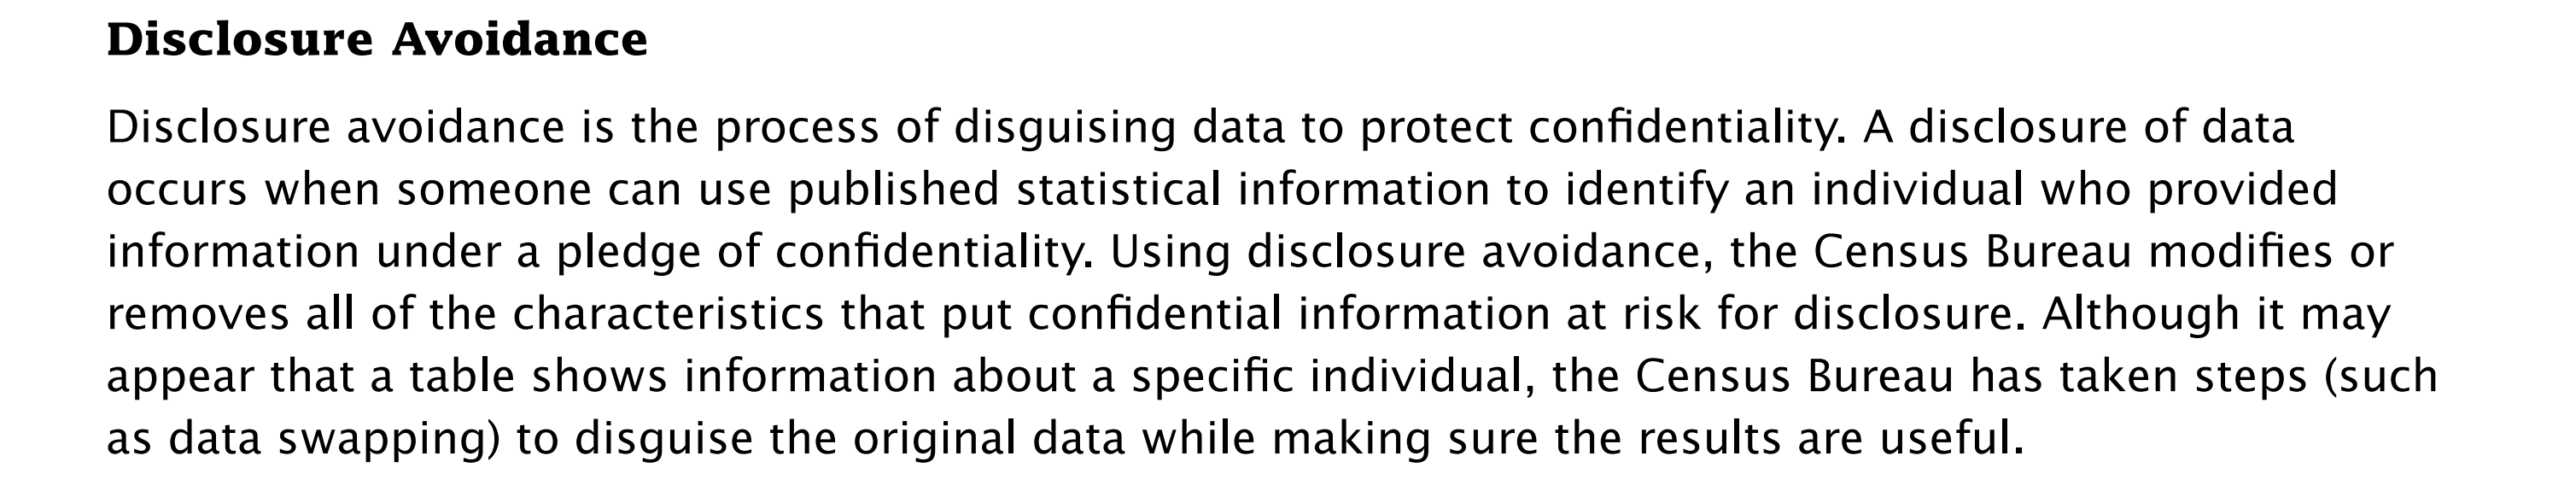 Disclosure Avoidance
Disclosure avoidance is the process of disguising data to protect confidentiality. A disclosure of data
occurs when someone can use published statistical information to identify an individual who provided
information under a pledge of confidentiality. Using disclosure avoidance, the Census Bureau modifies or
removes all of the characteristics that put confidential information at risk for disclosure. Although it may
appear that a table shows information about a specific individual, the Census Bureau has taken steps (such
as data swapping) to disguise the original data while making sure the results are useful.